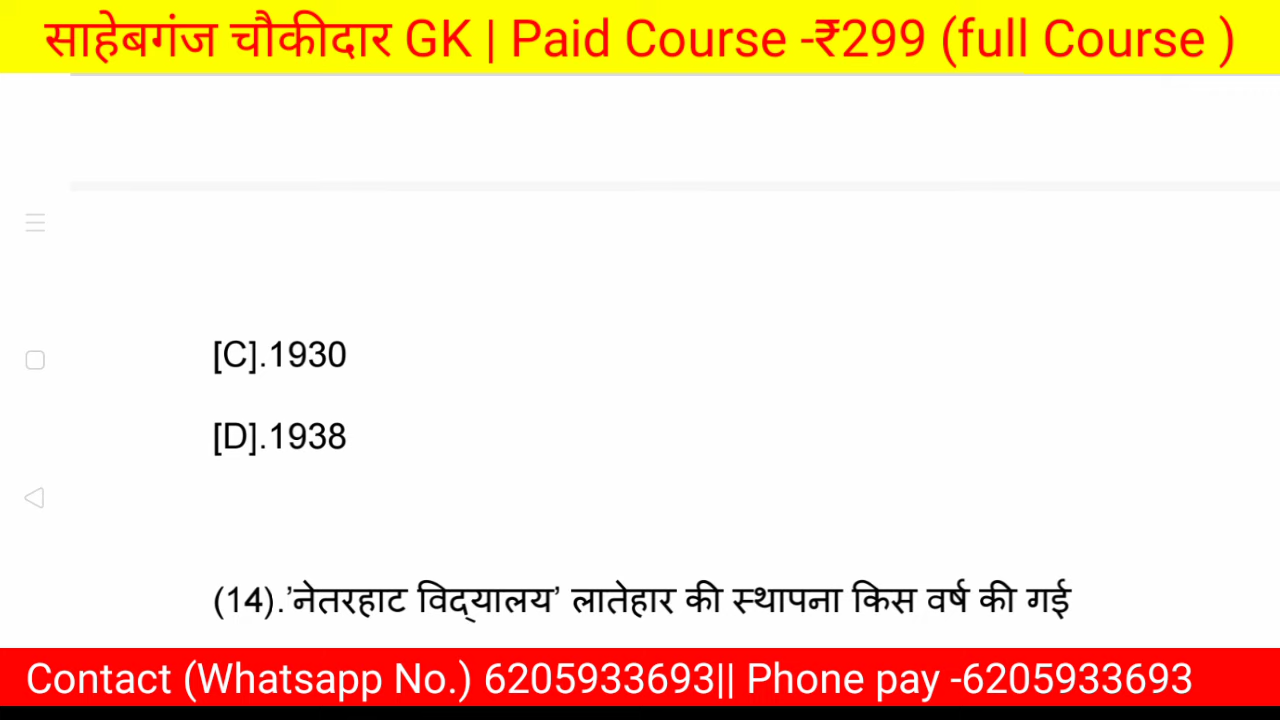 साहेबगंज चौकीदार GK | Paid Course -₹299 (full Course )
[C].1930
[D].1938
(14).’नेतरहाट विद्‌यालय’ लातेहार की स्थापना किस वर्ष की गई
Contact (Whatsapp No.) 6205933693|| Phone pay -6205933693